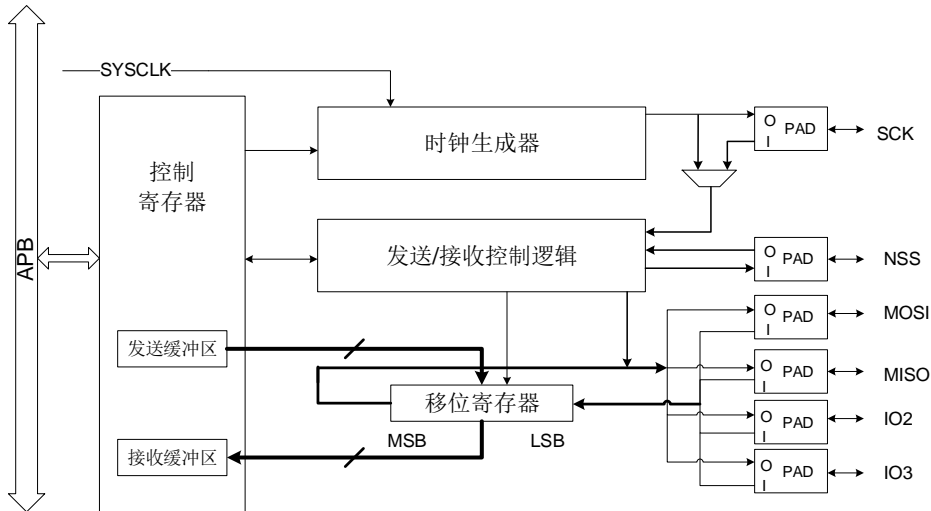 SYSCLK
APB
控制
寄存器
时钟生成器
O
I
PAD
SCK
发送/接收控制逻辑
O
I
PAD
NSS
O
I
PAD
MOSI
发送缓冲区
O
I
PAD
MISO
移位寄存器
MSB
LSB
O
I
PAD
IO2
接收缓冲区
O
I
PAD
IO3